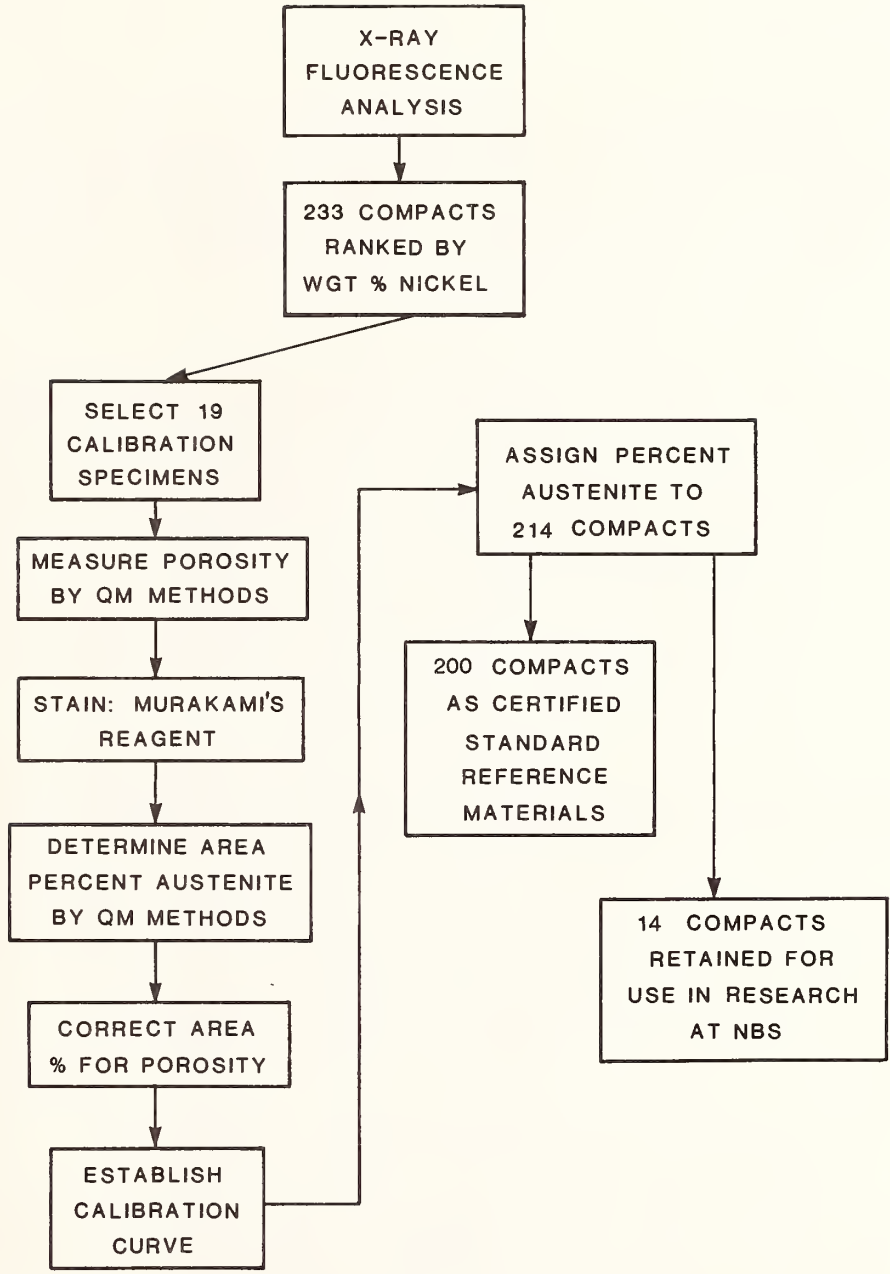 X-RAY
FLUORESCENCE
ANALYSIS
233 COMPACTS
RANKED BY
WGT % NICKEL
SELECT 19
CALIBRATION
SPECIMENS
MEASURE POROSITY
BY QM METHODS
STAIN: MURAKAMI'S
REAGENT
DETERMINE AREA
PERCENT AUSTENITE
BY QM METHODS
CORRECT AREA
% FOR POROSITY
ESTABLISH
CALIBRATION
CURVE
ASSIGN PERCENT
AUSTENITE TO
214 COMPACTS
200 COMPACTS
AS CERTIFIED
STANDARD
REFERENCE
MATERIALS
14 COMPACTS
RETAINED FOR
USE IN RESEARCH
AT NBS